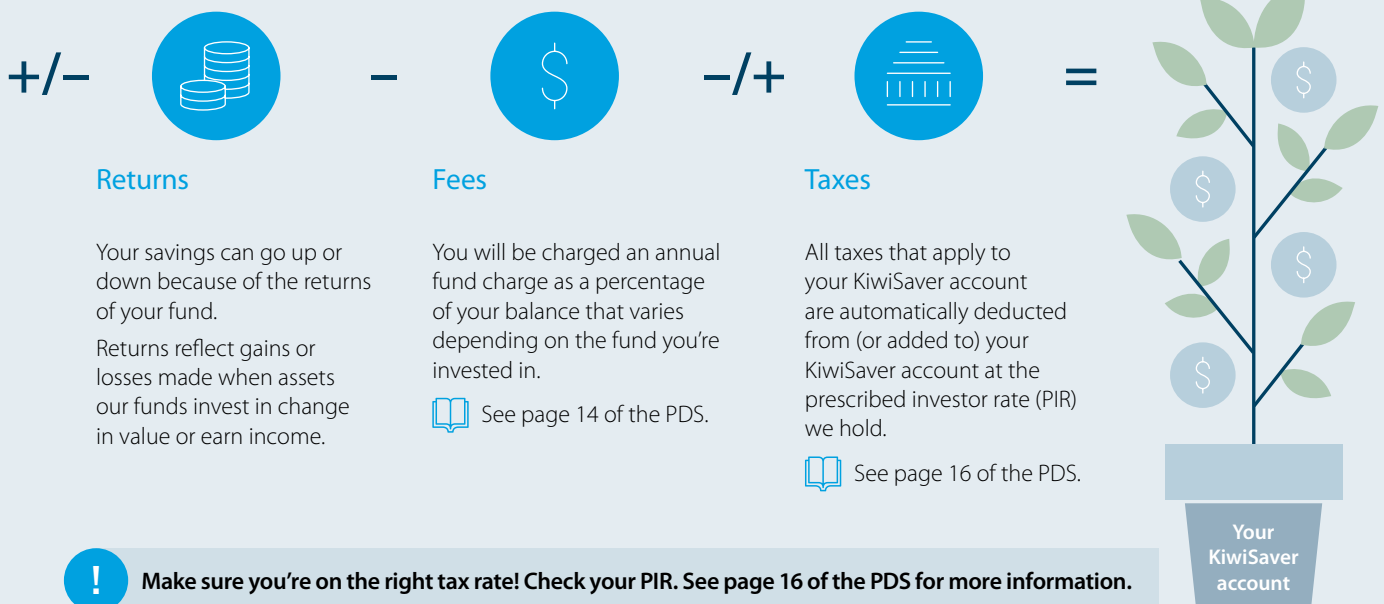 +/–
–
$
–/+
=
$
$
$
$
Returns
Your savings can go up or
down because of the returns
of your fund.
Returns reflect gains or
losses made when assets
our funds invest in change
in value or earn income.
Fees
You will be charged an annual
fund charge as a percentage
of your balance that varies
depending on the fund you're
invested in.
See page 14 of the PDS.
Taxes
All taxes that apply to
your KiwiSaver account
are automatically deducted
from (or added to) your
KiwiSaver account at the
prescribed investor rate (PIR)
we hold.
See page 16 of the PDS.
Your
KiwiSaver
account
!
Make sure you're on the right tax rate! Check your PIR. See page 16 of the PDS for more information.